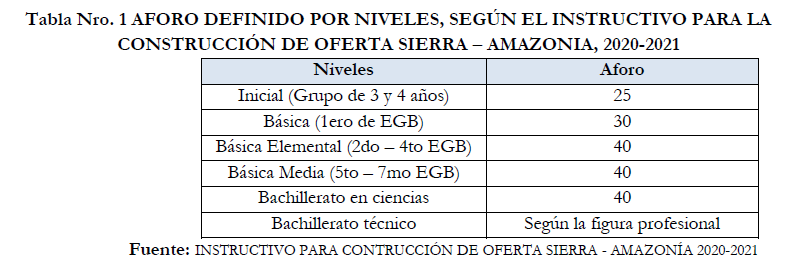 Tabla Nro. 1 AFORO DEFINIDO POR NIVELES, SEGÚN EL INSTRUCTIVO PARA LA
CONSTRUCCIÓN DE OFERTA SIERRA – AMAZONIA, 2020-2021
Niveles Aforo
Inicial (Grupo de 3 y 4 años) 25
Básica (1ero de EGB) 30
Básica Elemental (2do – 4to EGB) 40
Básica Media (5to – 7mo EGB) 40
Bachillerato en ciencias 40
Bachillerato técnico Según la figura profesional
Fuente: INSTRUCTIVO PARA CONTRUCCIÓN DE OFERTA SIERRA - AMAZONÍA 2020-2021